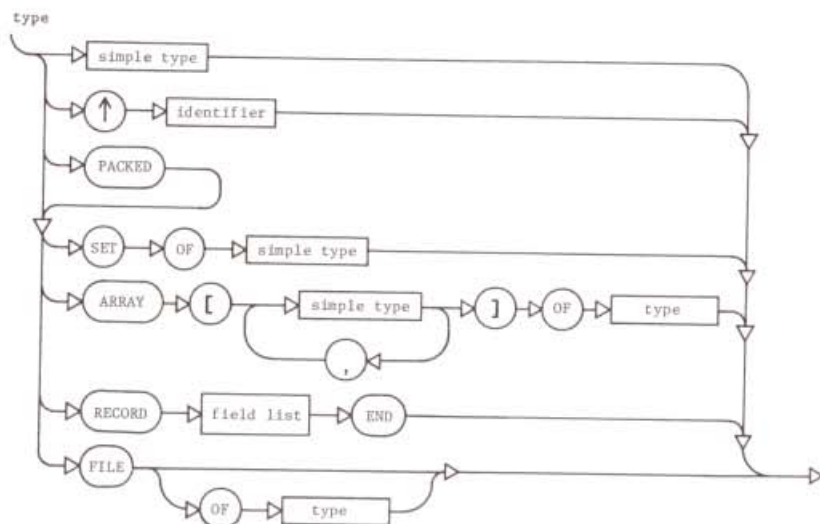 type
simple type
↑ identifier
PACKED
SET OF simple type
ARRAY [ simple type ] OF type
,
RECORD field list END
FILE
OF type